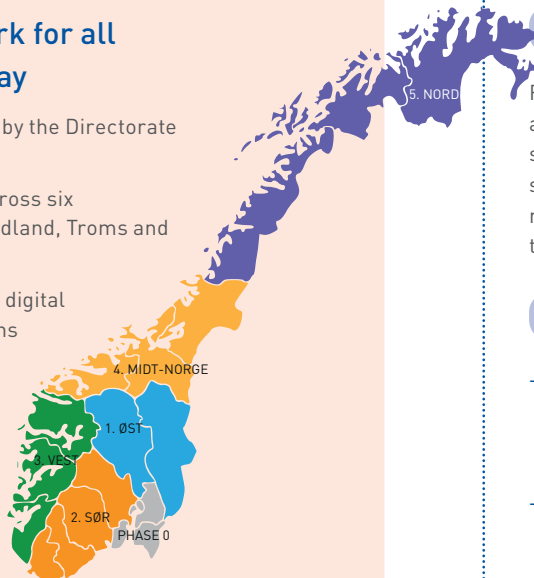 rk for all
ay
by the Directorate
ross six
dland, Troms and
digital
ns
5. NORD
4. MIDT-NORGE
1. ØST
3. VEST
2. SØR
PHASE 0